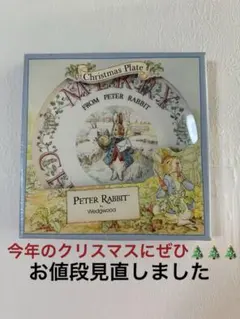 Christmas Plate
MERRY
FROM PETER RABBIT
PETER RABBIT
Wedgwood
今年のクリスマスにぜひ🎄🎄🎄
お値段見直しました